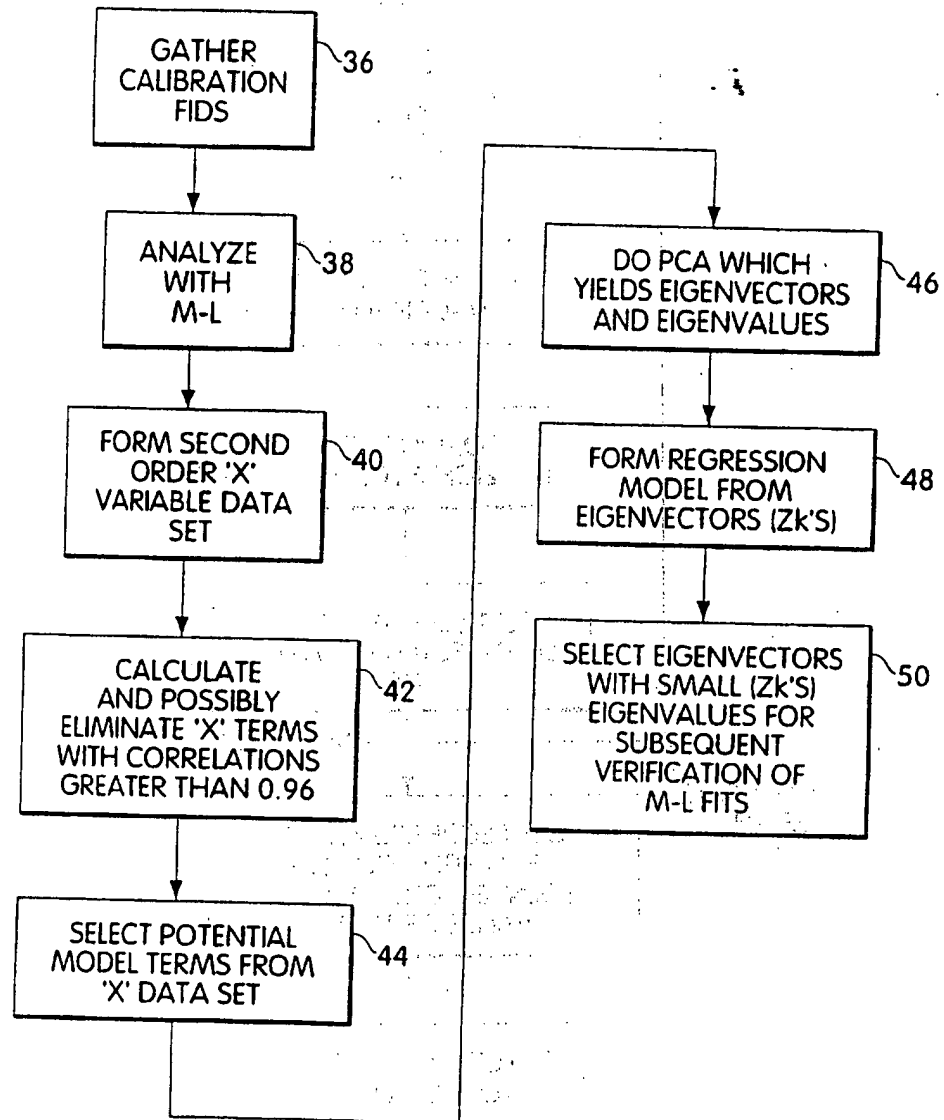 GATHER
CALIBRATION
FIDS
36
ANALYZE
WITH
M-L
38
FORM SECOND
ORDER 'X'
VARIABLE DATA
SET
40
CALCULATE
AND POSSIBLY
ELIMINATE 'X' TERMS
WITH CORRELATIONS
GREATER THAN 0.96
42
SELECT POTENTIAL
MODEL TERMS FROM
'X' DATA SET
44
DO PCA WHICH
YIELDS EIGENVECTORS
AND EIGENVALUES
46
FORM REGRESSION
MODEL FROM
EIGENVECTORS (Zk'S)
48
SELECT EIGENVECTORS
WITH SMALL (Zk'S)
EIGENVALUES FOR
SUBSEQUENT
VERIFICATION OF
M-L FITS
50